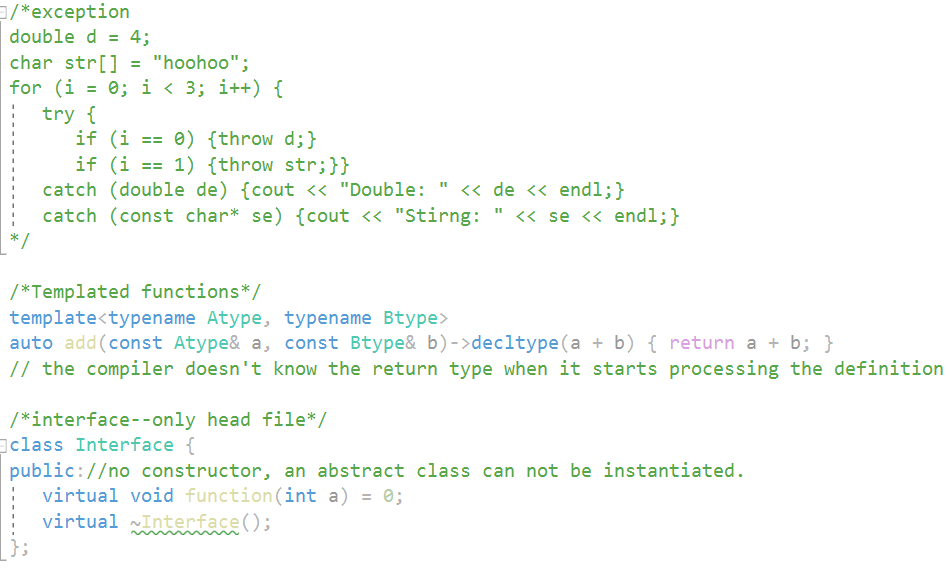 /*exception
double d = 4;
char str[] = "hoohoo";
for (i = 0; i < 3; i++) {
try {
if (i == 0) {throw d;}
if (i == 1) {throw str;}}
catch (double de) {cout << "Double: " << de << endl;}
catch (const char* se) {cout << "Stirng: " << se << endl;}
*/
/*Templated functions*/
template<typename Atype, typename Btype>
auto add(const Atype& a, const Btype& b)->decltype(a + b) { return a + b; }
// the compiler doesn't know the return type when it starts processing the definition
/*interface--only head file*/
class Interface {
public://no constructor, an abstract class can not be instantiated.
virtual void function(int a) = 0;
virtual ~Interface();
};